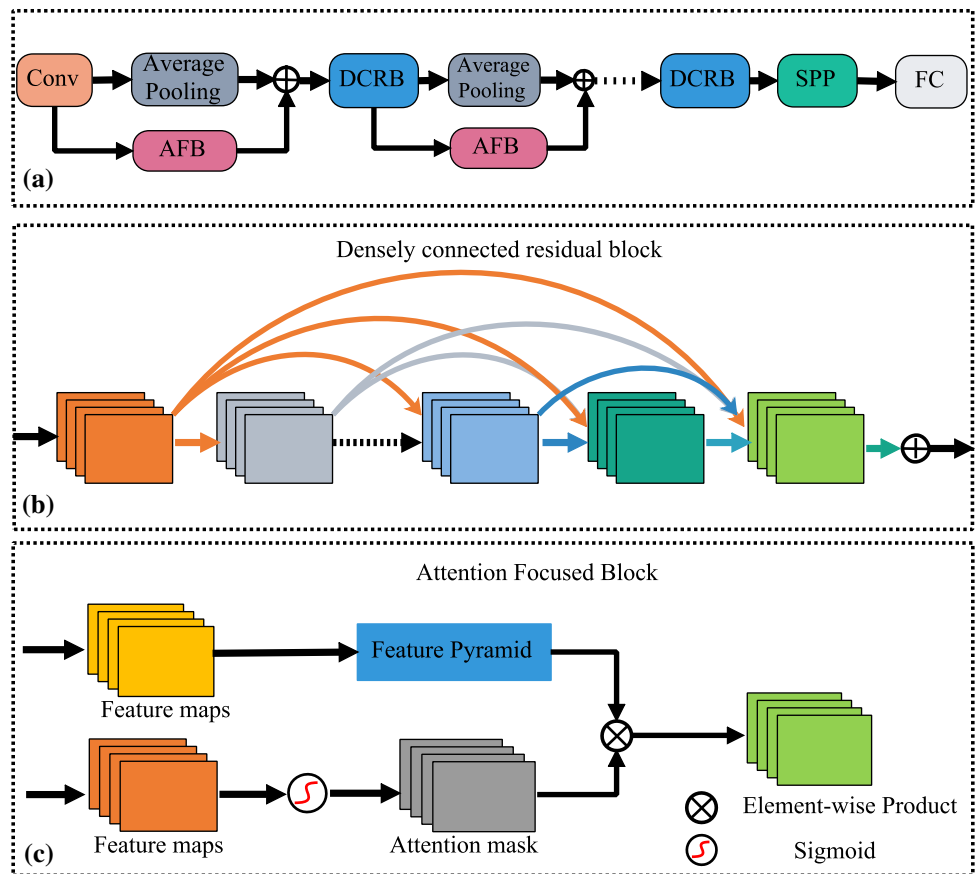 Conv
Average
Pooling
DCRB
Average
Pooling
DCRB
SPP
FC
AFB
AFB
(a)
Densely connected residual block
(b)
Attention Focused Block
Feature Pyramid
Feature maps
Feature maps
Attention mask
Element-wise Product
Sigmoid
(c)